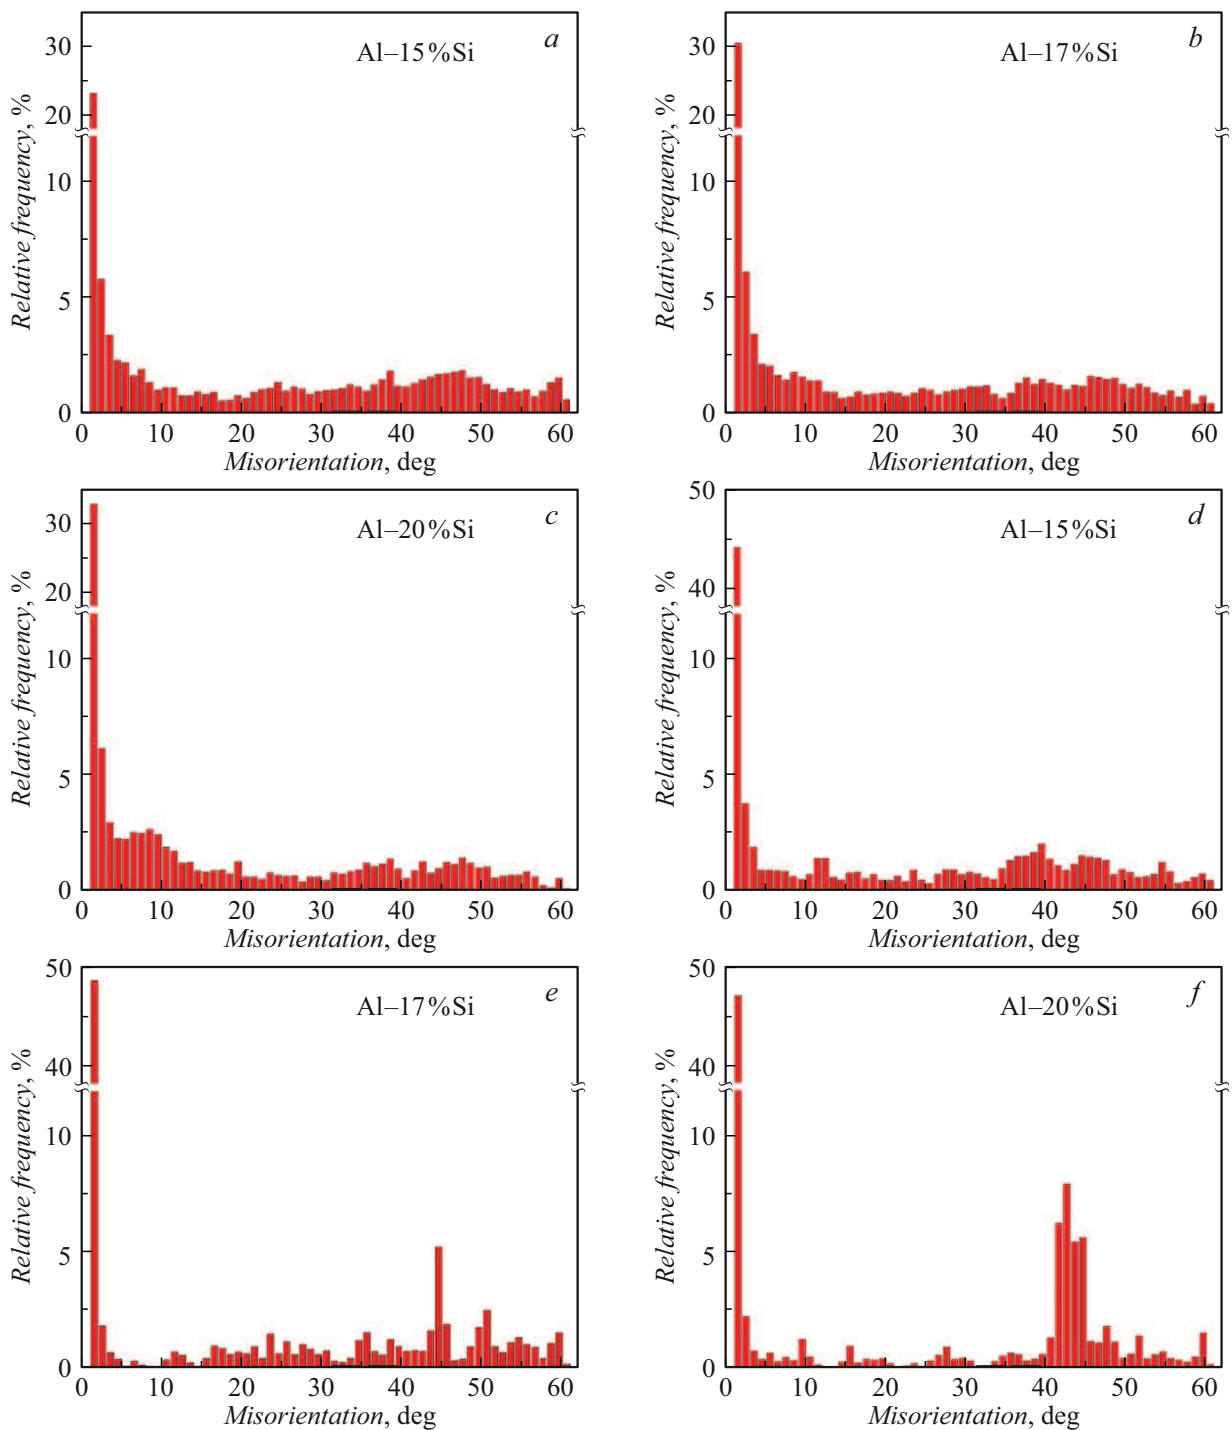 Al–15%Si a
30
20
10
5
0
Relative frequency, %
0 10 20 30 40 50 60
Misorientation, deg
Al–17%Si b
30
20
10
5
0
Relative frequency, %
0 10 20 30 40 50 60
Misorientation, deg
Al–20%Si c
30
20
10
5
0
Relative frequency, %
0 10 20 30 40 50 60
Misorientation, deg
Al–15%Si d
50
40
10
5
0
Relative frequency, %
0 10 20 30 40 50 60
Misorientation, deg
Al–17%Si e
50
40
10
5
0
Relative frequency, %
0 10 20 30 40 50 60
Misorientation, deg
Al–20%Si f
50
40
10
5
0
Relative frequency, %
0 10 20 30 40 50 60
Misorientation, deg